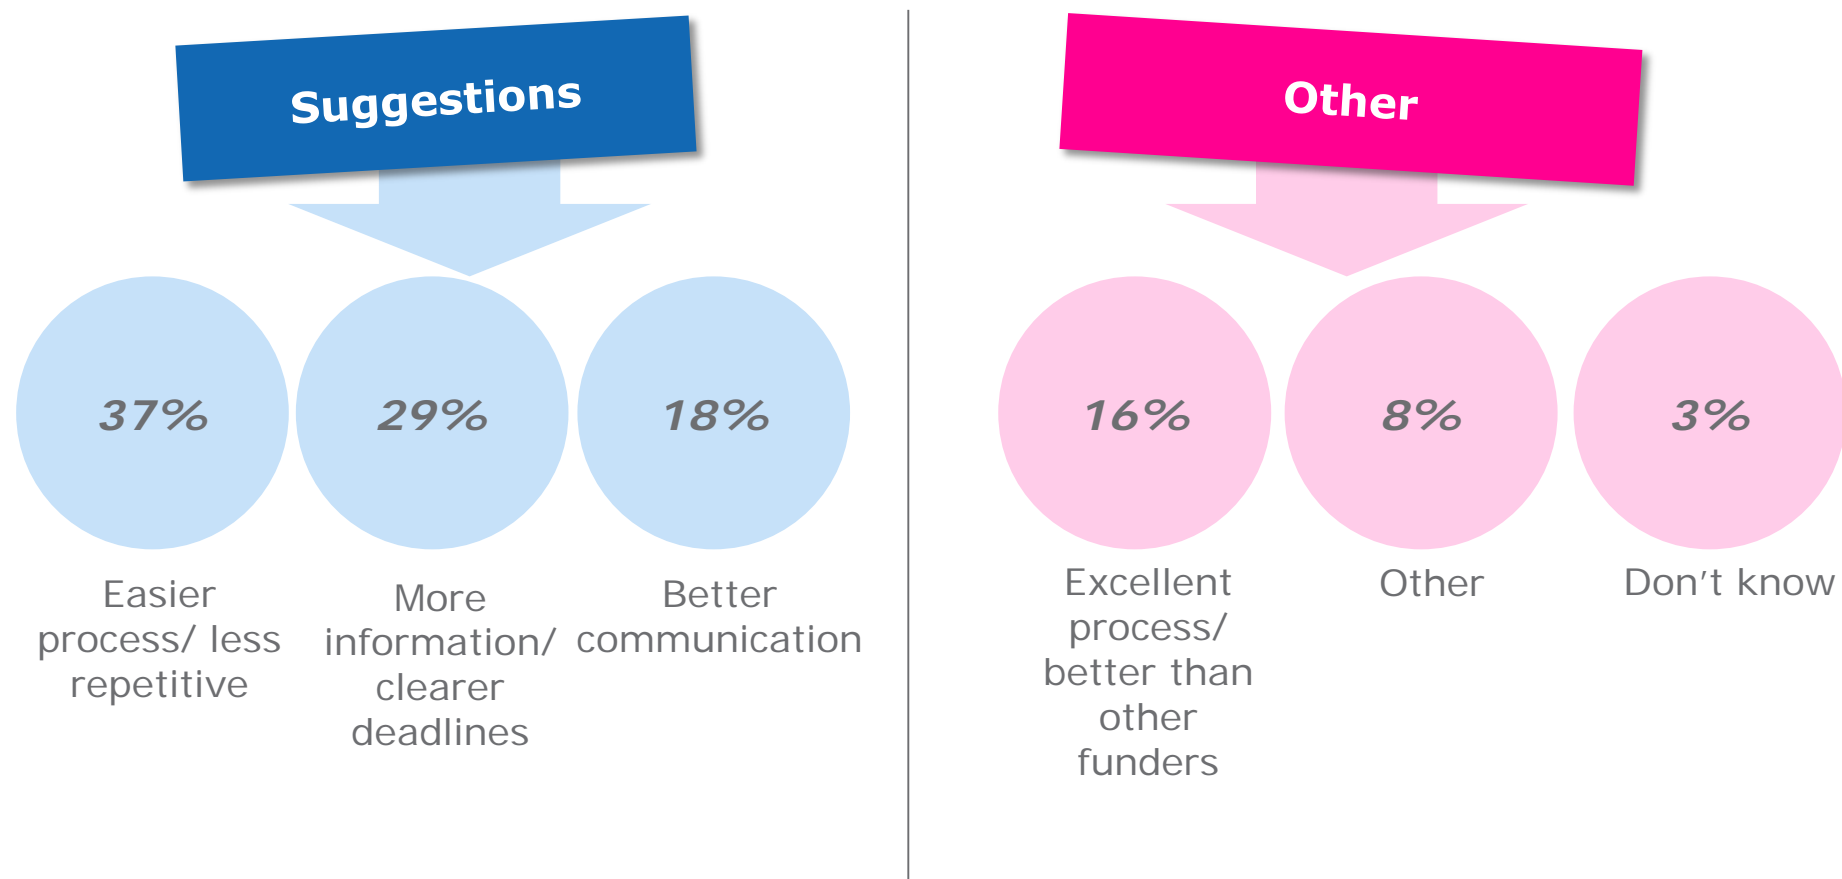 Suggestions
37%
29%
18%
Easier
process/ less
repetitive
More
information/
clearer
deadlines
Better
communication
Other
16%
8%
3%
Excellent
process/
better than
other
funders
Other
Don’t know